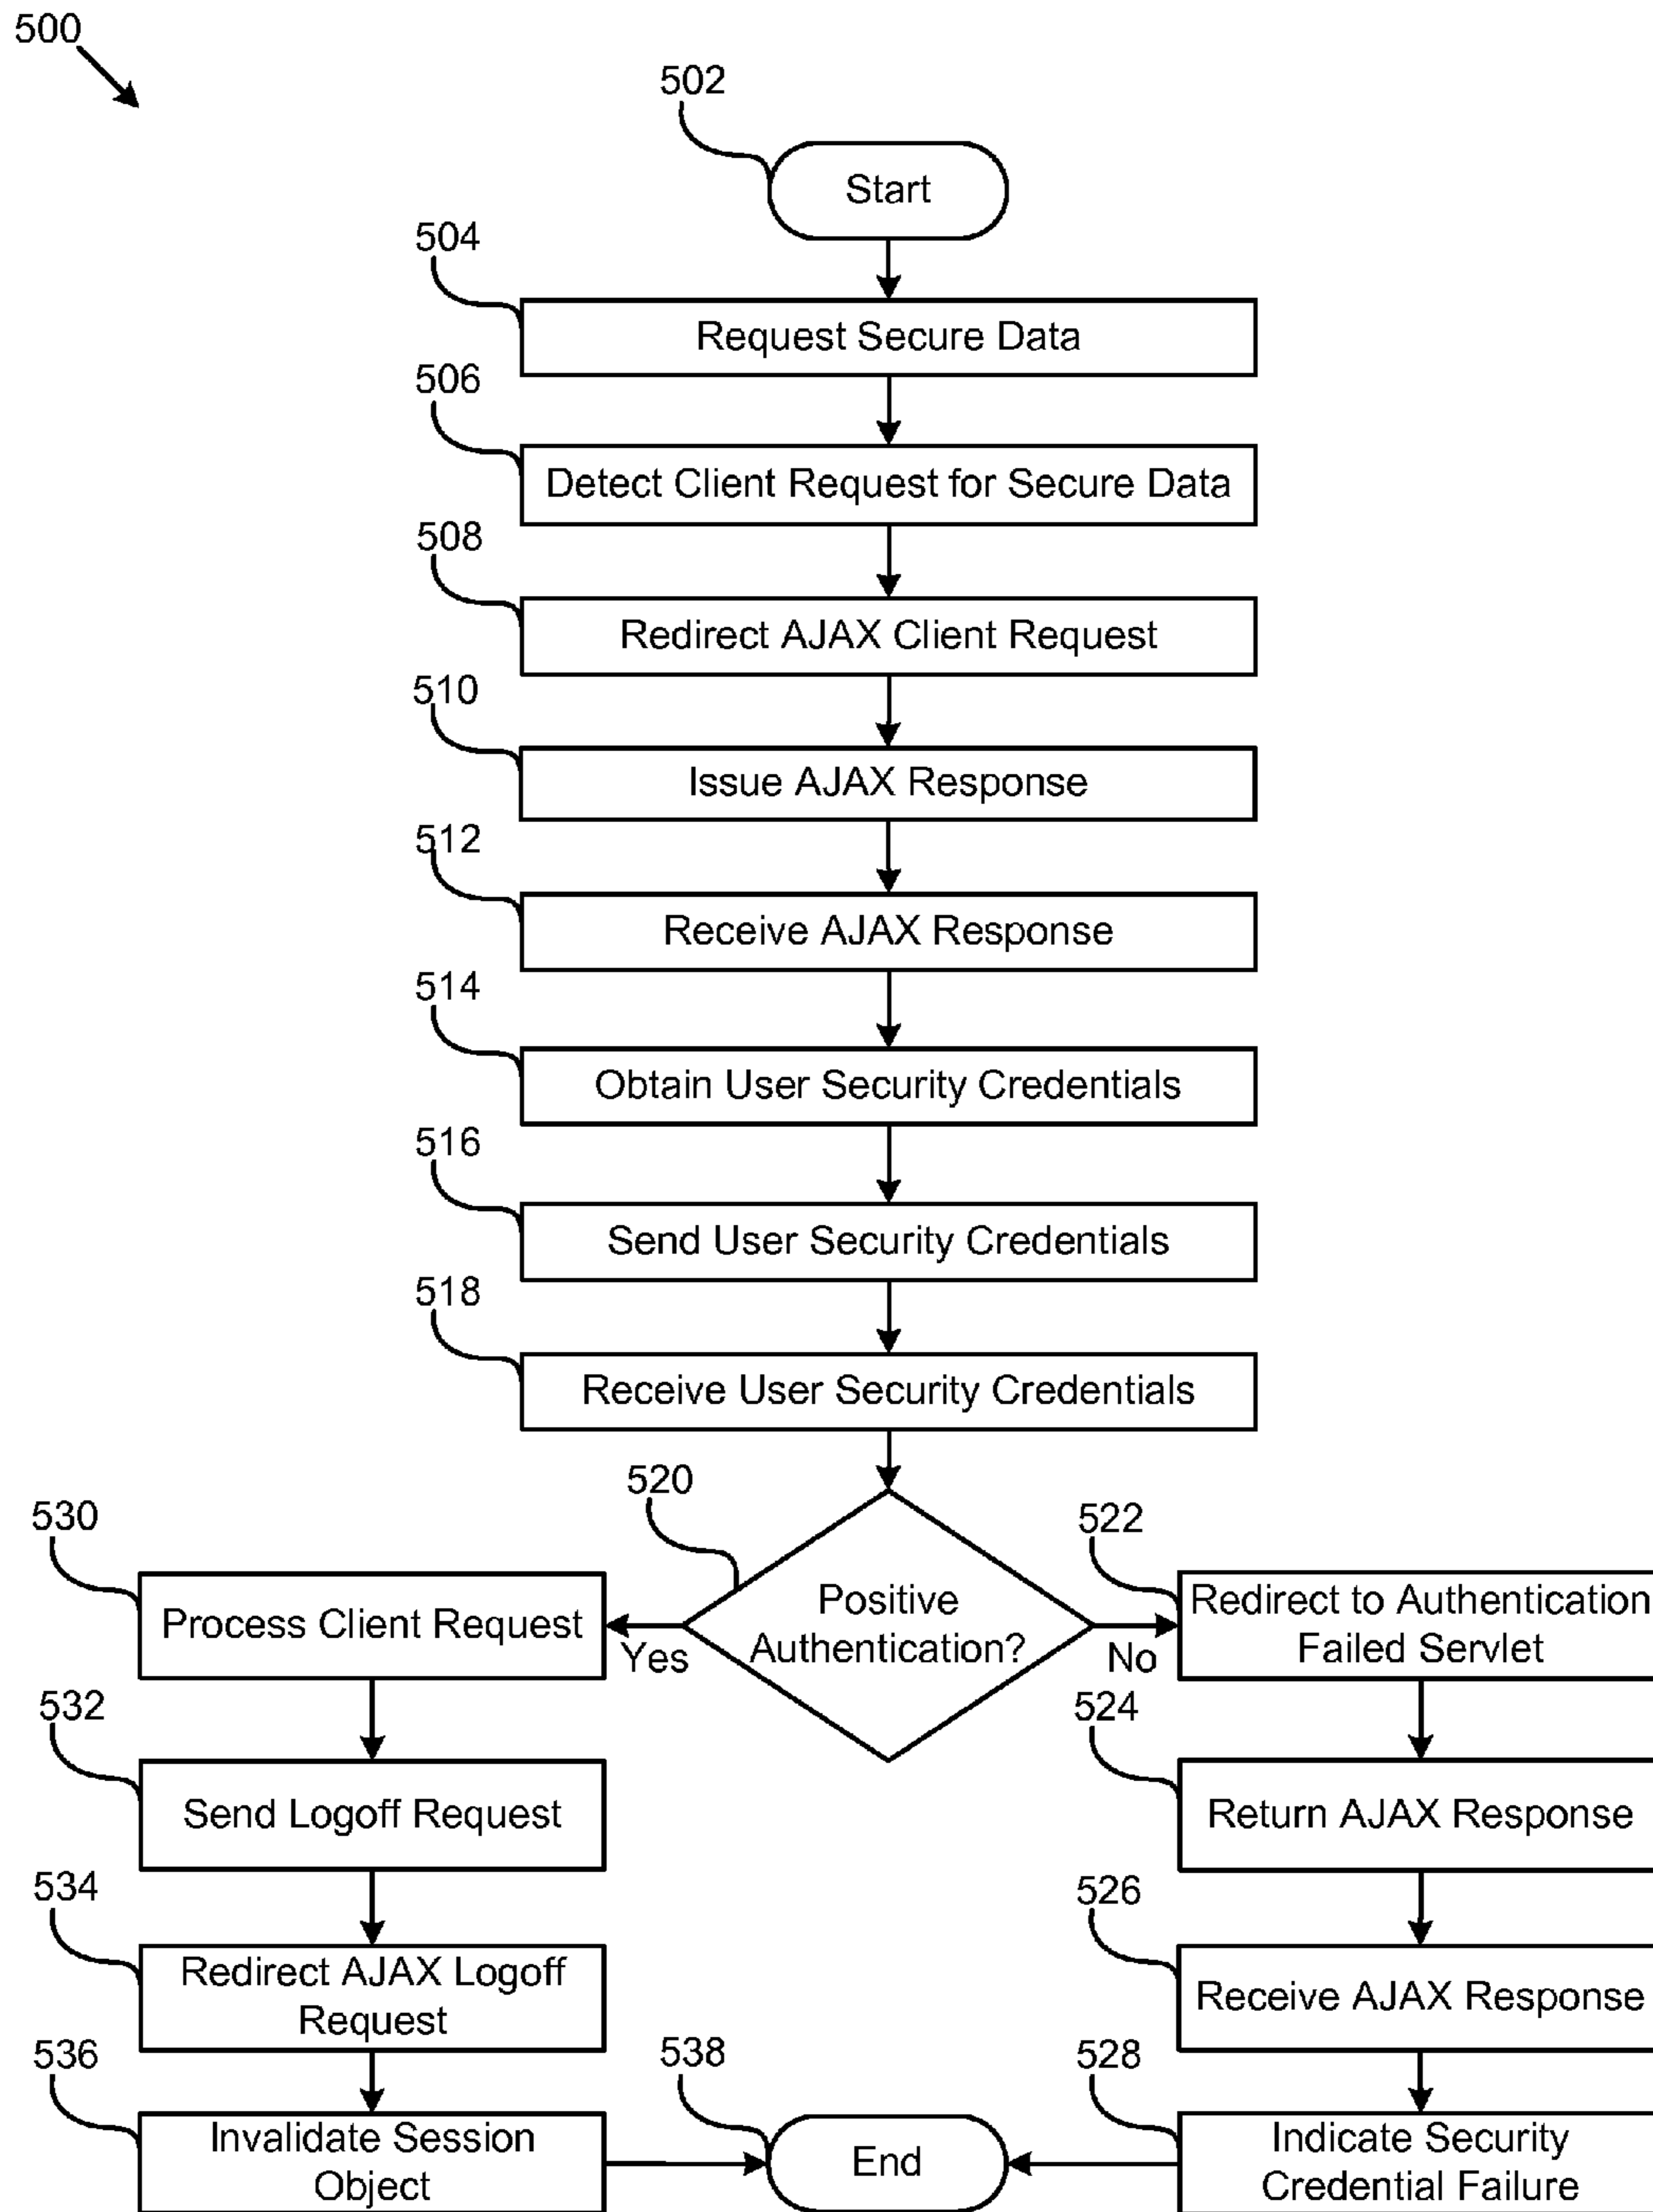 500
502
Start
504
Request Secure Data
506
Detect Client Request for Secure Data
508
Redirect AJAX Client Request
510
Issue AJAX Response
512
Receive AJAX Response
514
Obtain User Security Credentials
516
Send User Security Credentials
518
Receive User Security Credentials
520
Positive
Authentication?
Yes
No
530
Process Client Request
522
Redirect to Authentication
Failed Servlet
532
Send Logoff Request
524
Return AJAX Response
534
Redirect AJAX Logoff
Request
526
Receive AJAX Response
536
Invalidate Session
Object
538
End
528
Indicate Security
Credential Failure